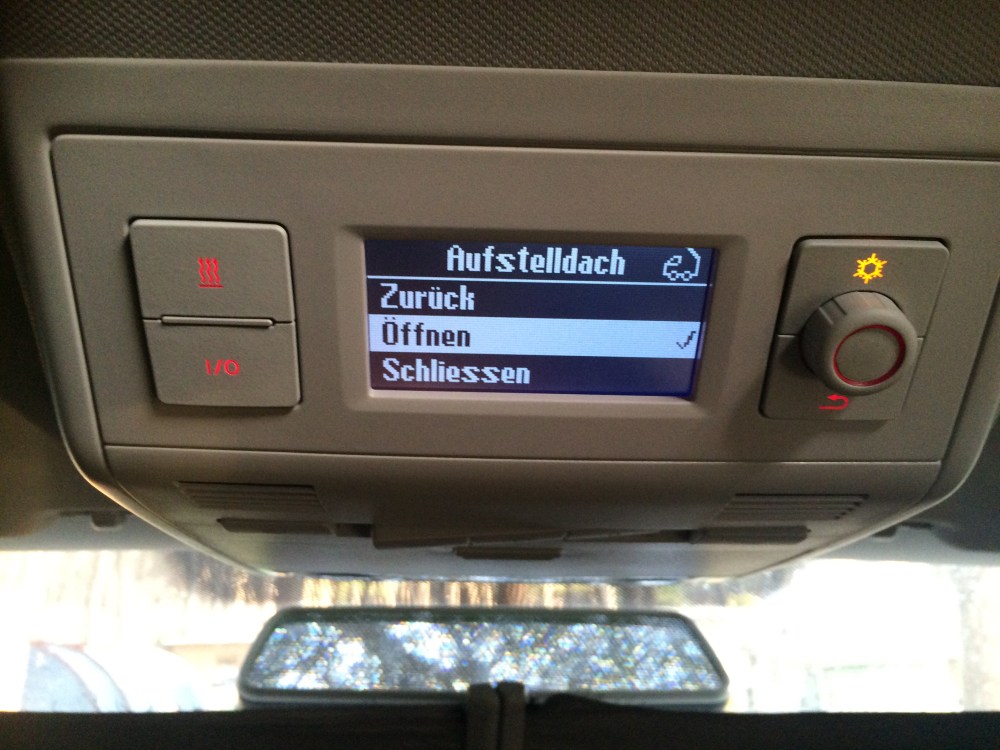 Aufstelldach
Zurück
Öffnen
Schliessen
I/O